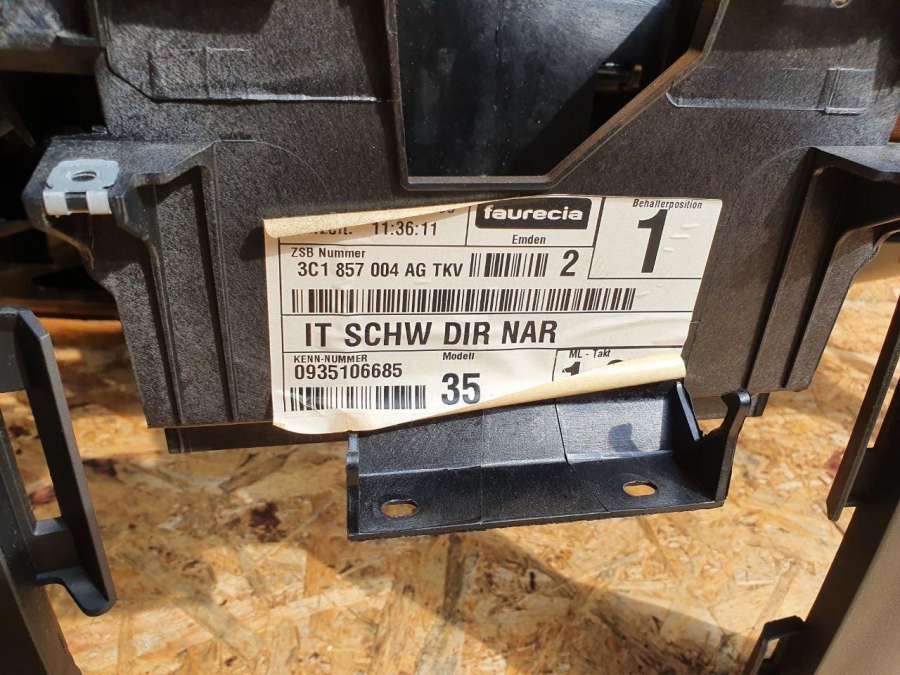 11:36:11
faurecia
Emden
Behälterposition
1
ZSB Nummer
3C1 857 004 AG TKV
2
IT SCHW DIR NAR
KENN-NUMMER
0935106685
Modell
35
ML - Takt